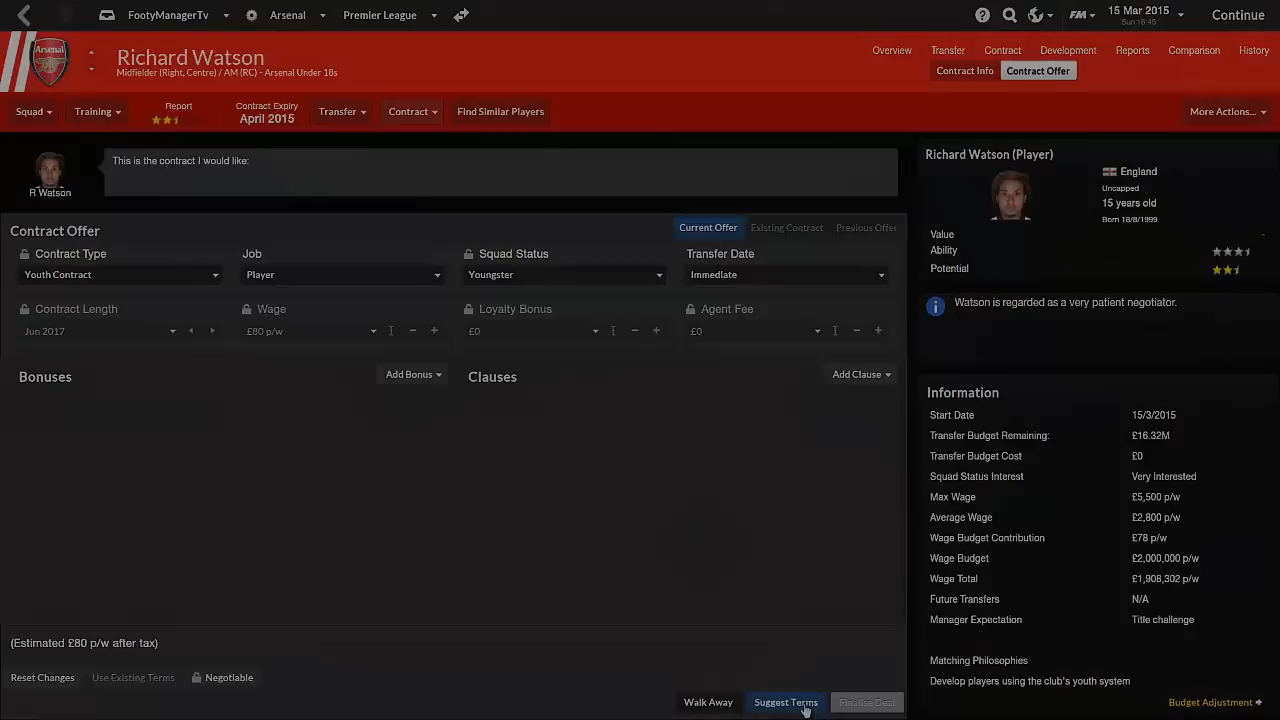 FootyManagerTv Arsenal Premier League FM 15 Mar 2015 Continue
Sun 18:45
Arsenal
Richard Watson
Midfielder (Right, Centre) / AM (RC) - Arsenal Under 18s
Overview Transfer Contract Development Reports Comparison History
Contract Info Contract Offer
Squad Training Report Contract Expiry April 2015 Transfer Contract Find Similar Players More Actions...
This is the contract I would like:
R Watson
Richard Watson (Player)
England
Uncapped
15 years old
Born 18/8/1999
Value -
Ability
Potential
Watson is regarded as a very patient negotiator.
Contract Offer Current Offer Existing Contract Previous Offer
Contract Type Job Squad Status Transfer Date
Youth Contract Player Youngster Immediate
Contract Length Wage Loyalty Bonus Agent Fee
Jun 2017 £80 p/w £0 £0
Bonuses Add Bonus Clauses Add Clause
Information
Start Date 15/3/2015
Transfer Budget Remaining: £16.32M
Transfer Budget Cost £0
Squad Status Interest Very Interested
Max Wage £5,500 p/w
Average Wage £2,800 p/w
Wage Budget Contribution £78 p/w
Wage Budget £2,000,000 p/w
Wage Total £1,908,302 p/w
Future Transfers N/A
Manager Expectation Title challenge
Matching Philosophies
Develop players using the club's youth system
Budget Adjustment
(Estimated £80 p/w after tax)
Reset Changes Use Existing Terms Negotiable
Walk Away Suggest Terms Finalise Deal